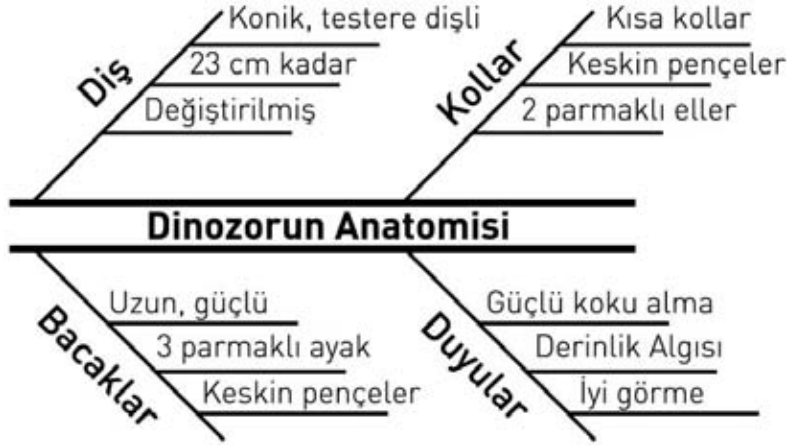 Diş
Konik, testere dişli
23 cm kadar
Değiştirilmiş
Kollar
Kısa kollar
Keskin pençeler
2 parmaklı eller
Dinozorun Anatomisi
Bacaklar
Uzun, güçlü
3 parmaklı ayak
Keskin pençeler
Duyular
Güçlü koku alma
Derinlik Algısı
İyi görme